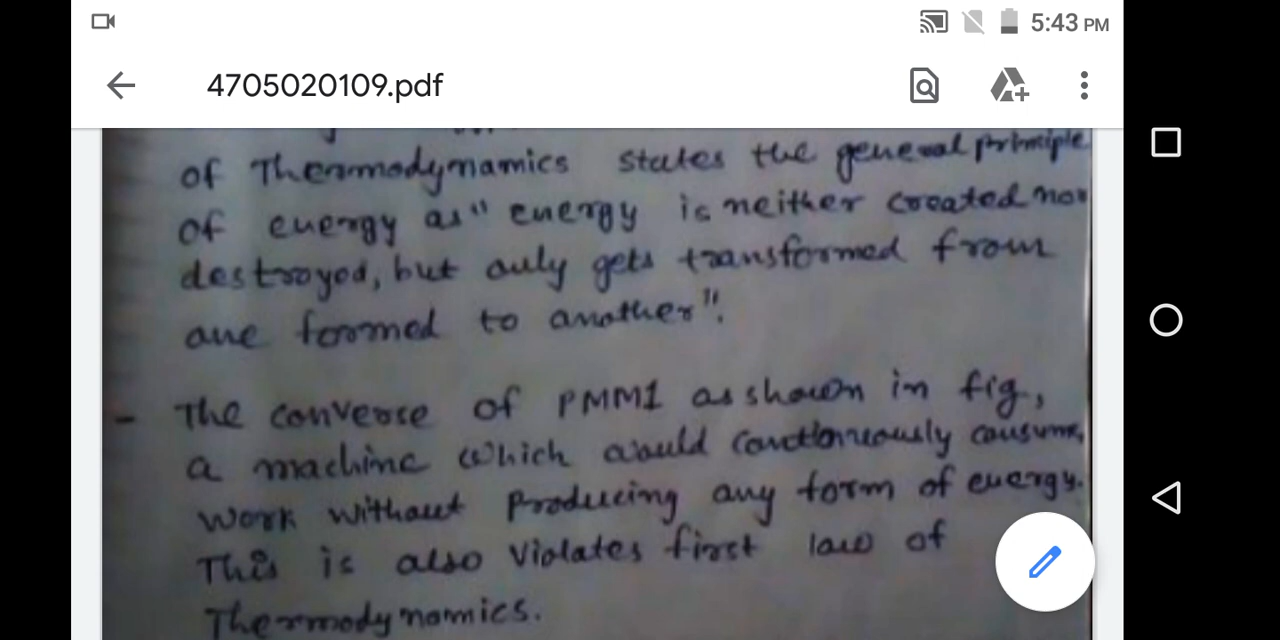 5:43 PM
4705020109.pdf
of Thermodynamics states the general principle
of energy as" energy is neither created nor
destroyed, but only gets transformed from
one formed to another".
- The converse of PMM1 as shown in fig,
a machine which would continously consume,
work without producing any form of energy.
This is also violates first law of
Thermodynamics.